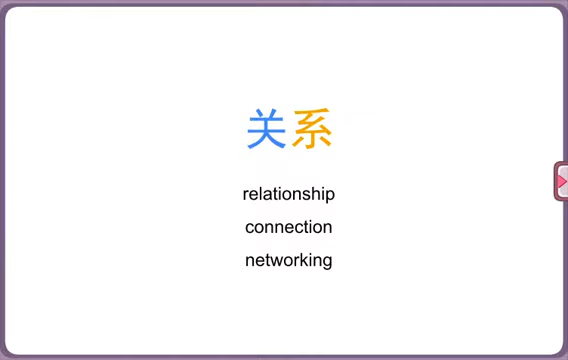 关系
relationship
connection
networking